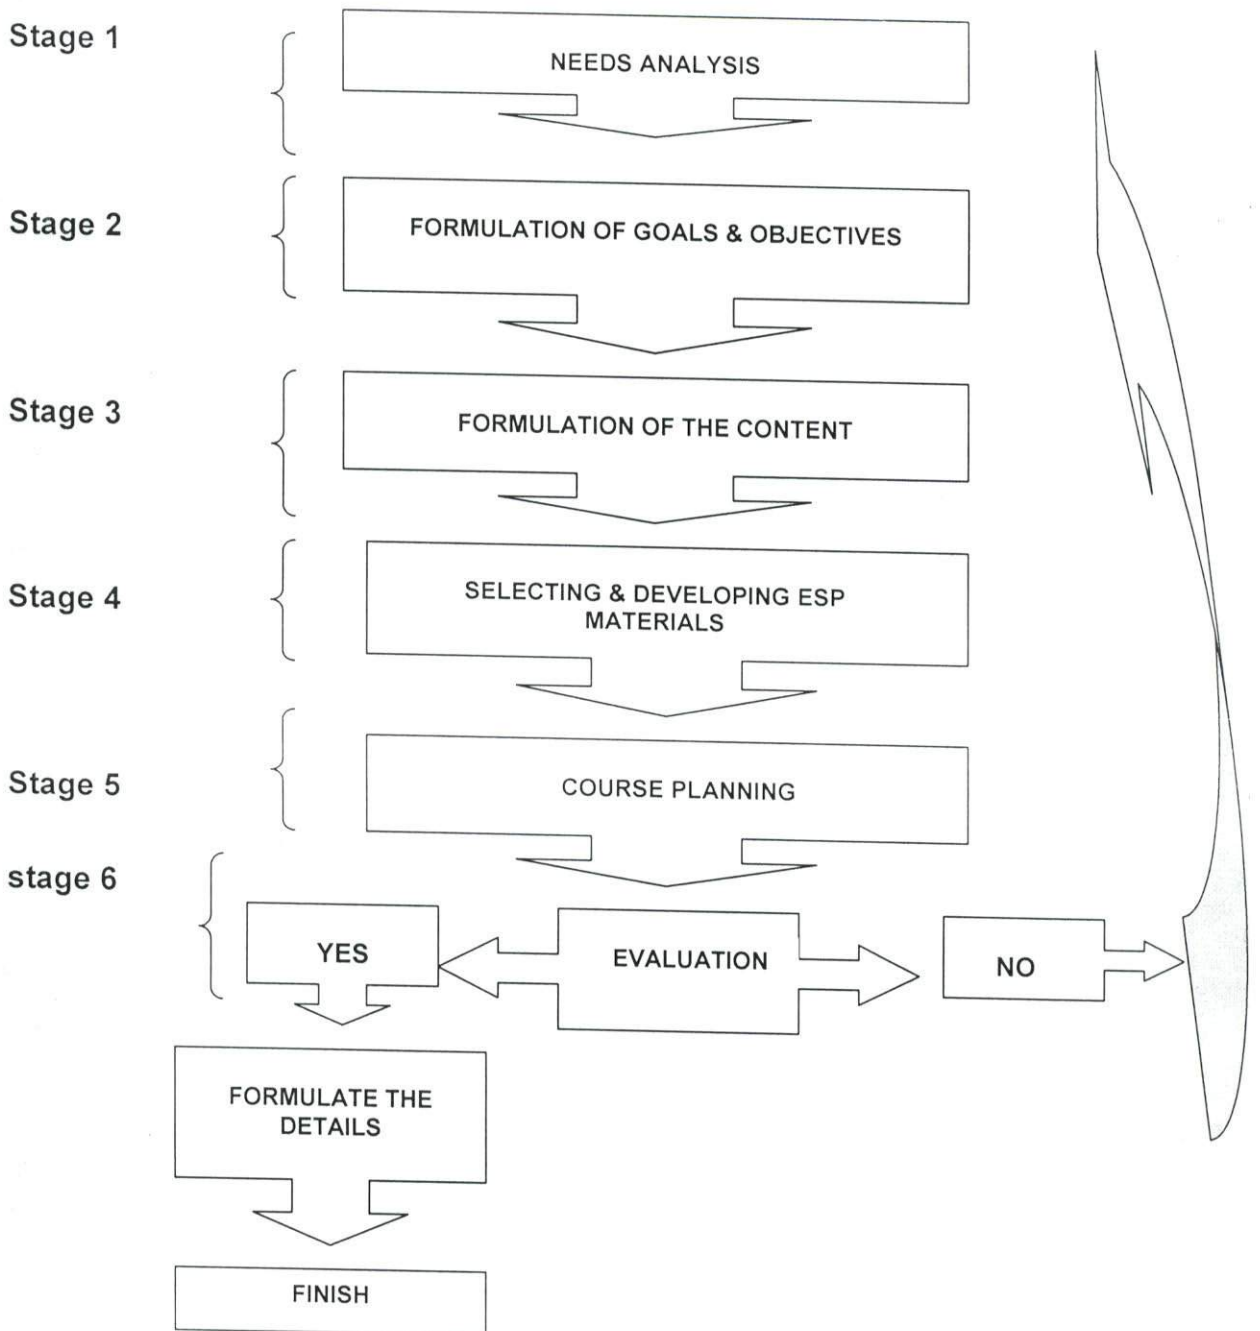 Stage 1
NEEDS ANALYSIS
Stage 2
FORMULATION OF GOALS & OBJECTIVES
Stage 3
FORMULATION OF THE CONTENT
Stage 4
SELECTING & DEVELOPING ESP
MATERIALS
Stage 5
COURSE PLANNING
stage 6
YES
EVALUATION
NO
FORMULATE THE
DETAILS
FINISH